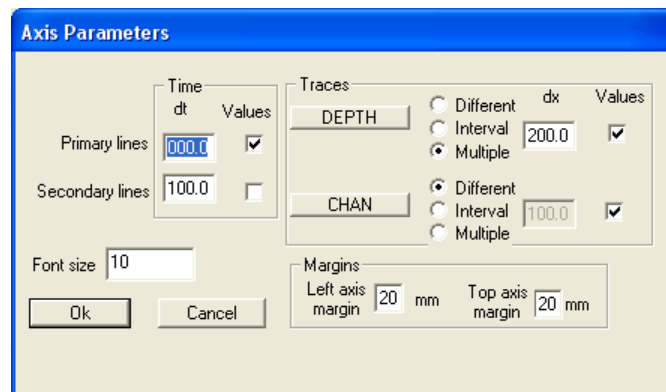 Axis Parameters
Time
dt Values
Primary lines 000.0
Secondary lines 100.0
Traces
dx Values
DEPTH
Different
Interval
Multiple
200.0
CHAN
Different
Interval
Multiple
100.0
Font size 10
Ok Cancel
Margins
Left axis margin 20 mm
Top axis margin 20 mm